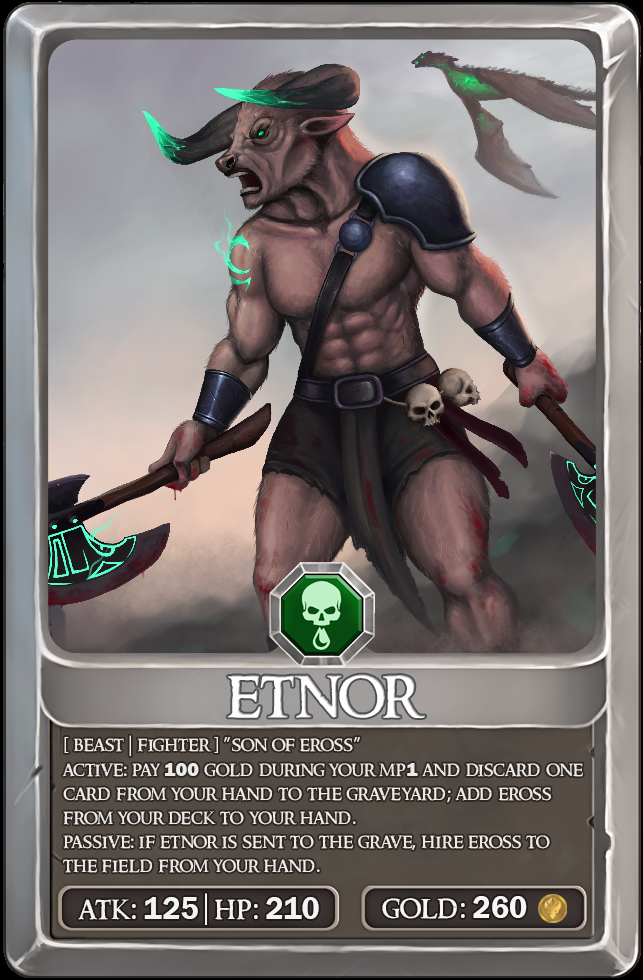 ETNOR
[ BEAST | FIGHTER ] "SON OF EROSS"
ACTIVE: PAY 100 GOLD DURING YOUR MP1 AND DISCARD ONE
CARD FROM YOUR HAND TO THE GRAVEYARD; ADD EROSS
FROM YOUR DECK TO YOUR HAND.
PASSIVE: IF ETNOR IS SENT TO THE GRAVE, HIRE EROSS TO
THE FIELD FROM YOUR HAND.
ATK: 125 | HP: 210 GOLD: 260